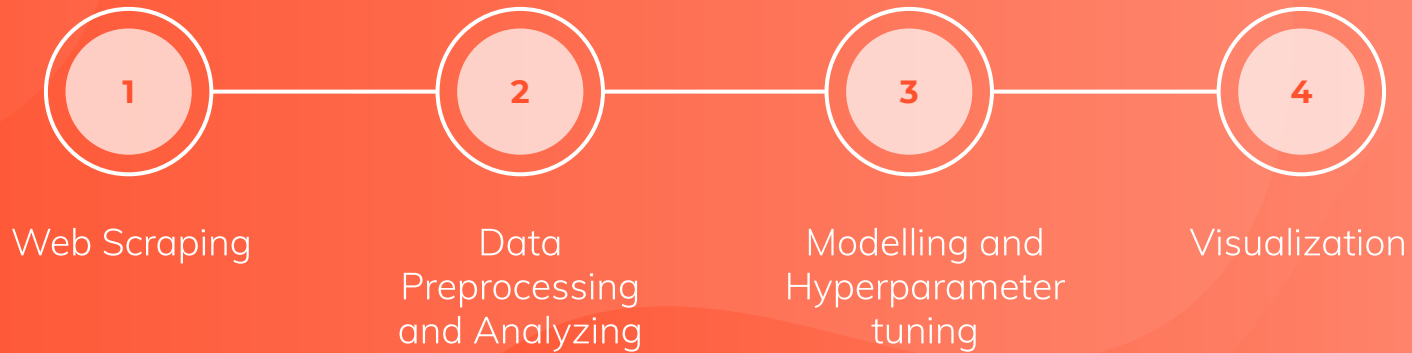 1
2
3
4
Web Scraping
Data
Preprocessing
and Analyzing
Modelling and
Hyperparameter
tuning
Visualization